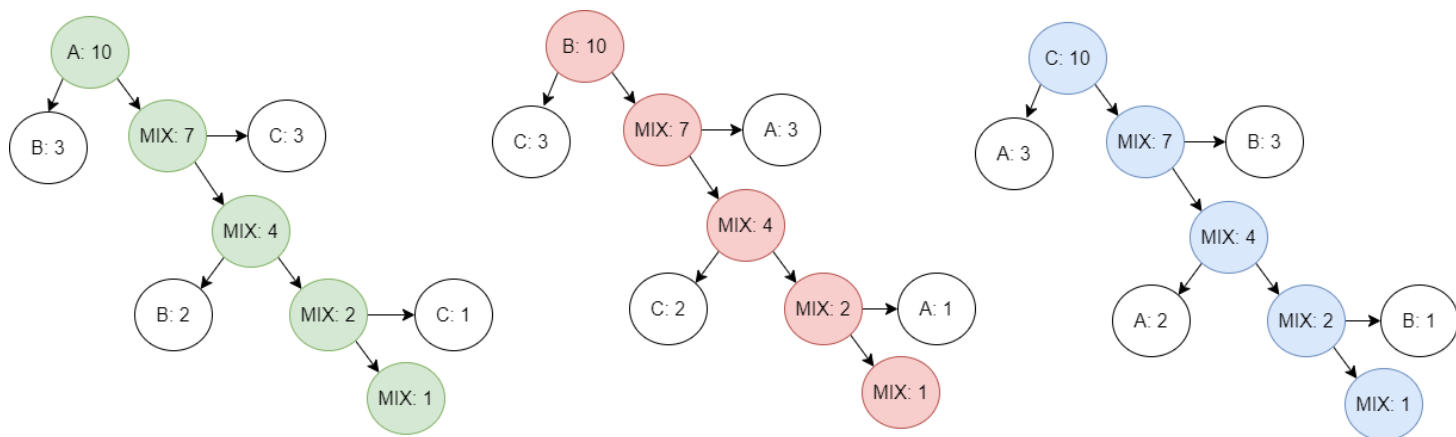 A: 10
B: 3
MIX: 7
C: 3
MIX: 4
B: 2
MIX: 2
C: 1
MIX: 1
B: 10
C: 3
MIX: 7
A: 3
MIX: 4
C: 2
MIX: 2
A: 1
MIX: 1
C: 10
A: 3
MIX: 7
B: 3
MIX: 4
A: 2
MIX: 2
B: 1
MIX: 1